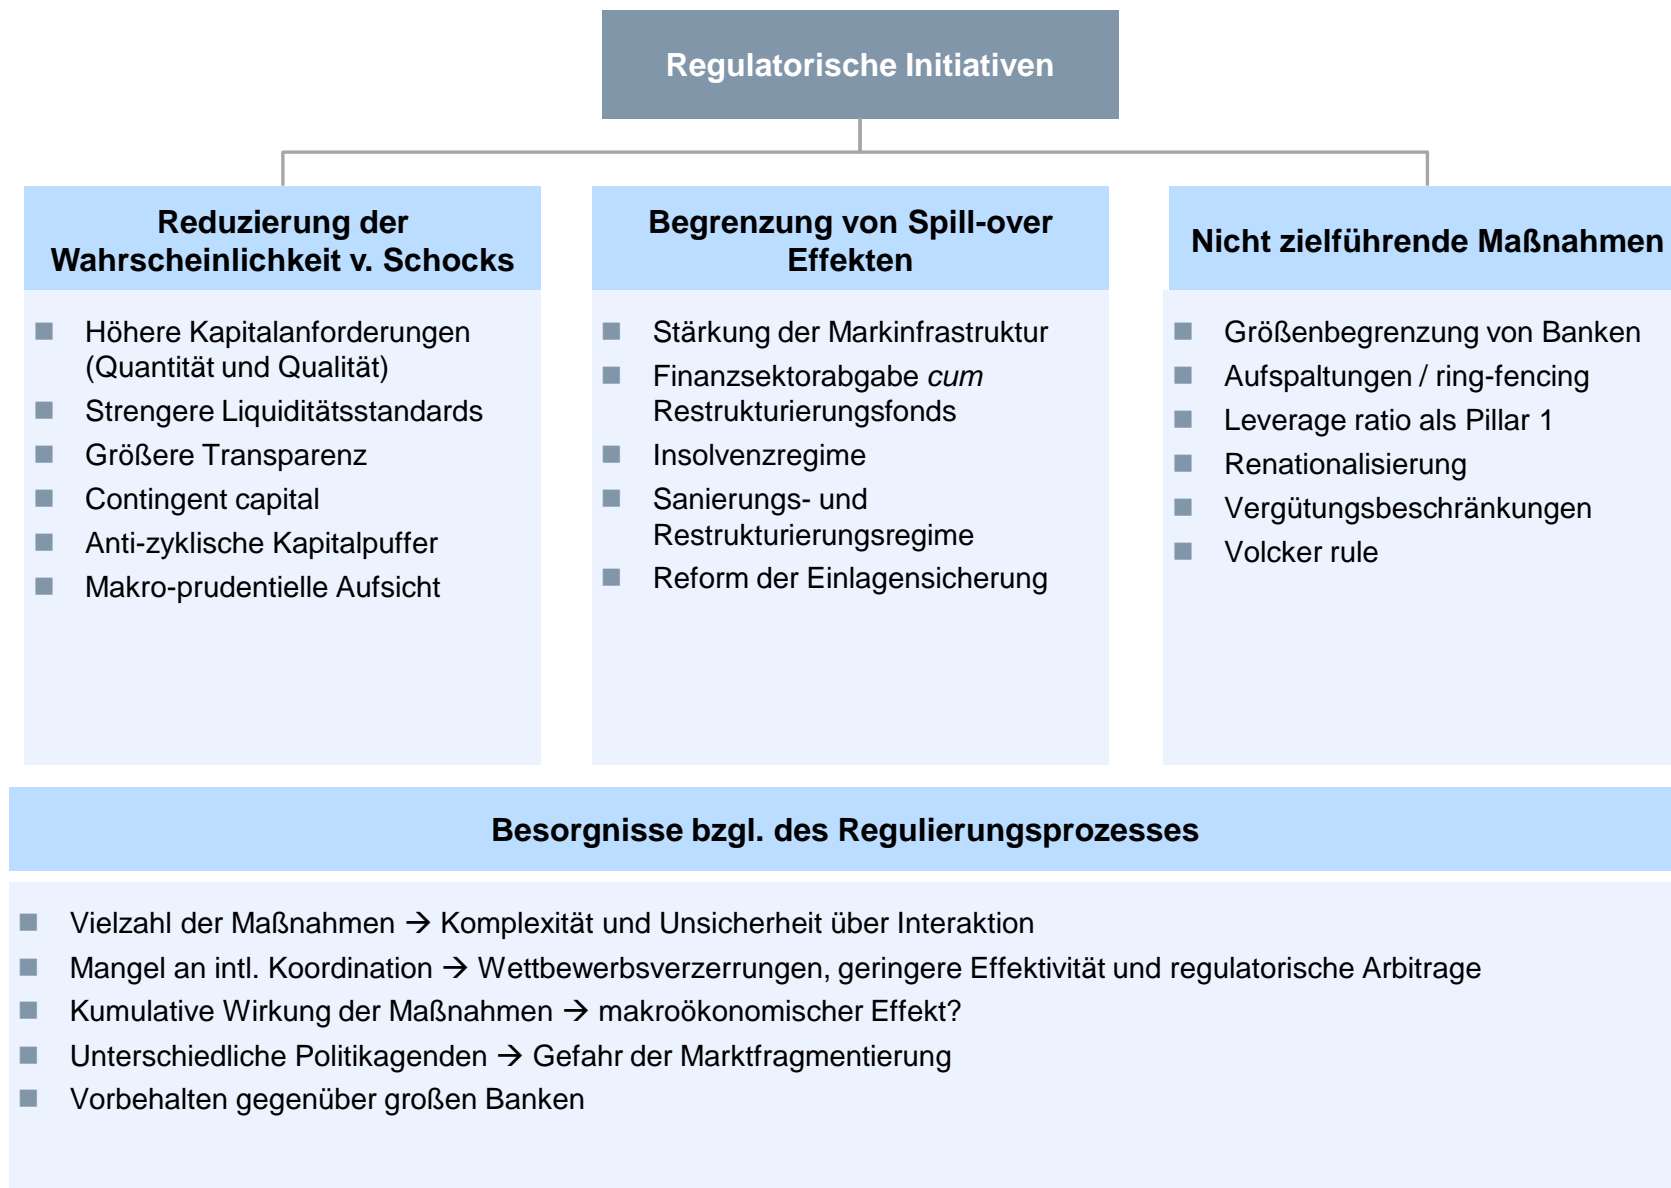 Regulatorische Initiativen
Reduzierung der
Wahrscheinlichkeit v. Schocks
Höhere Kapitalanforderungen
(Quantität und Qualität)
Strengere Liquiditätsstandards
Größere Transparenz
Contingent capital
Anti-zyklische Kapitalpuffer
Makro-prudentielle Aufsicht
Begrenzung von Spill-over
Effekten
Stärkung der Markinfrastruktur
Finanzsektorabgabe cum
Restrukturierungsfonds
Insolvenzregime
Sanierungs- und
Restrukturierungsregime
Reform der Einlagensicherung
Nicht zielführende Maßnahmen
Größenbegrenzung von Banken
Aufspaltungen / ring-fencing
Leverage ratio als Pillar 1
Renationalisierung
Vergütungsbeschränkungen
Volcker rule
Besorgnisse bzgl. des Regulierungsprozesses
Vielzahl der Maßnahmen → Komplexität und Unsicherheit über Interaktion
Mangel an intl. Koordination → Wettbewerbsverzerrungen, geringere Effektivität und regulatorische Arbitrage
Kumulative Wirkung der Maßnahmen → makroökonomischer Effekt?
Unterschiedliche Politikagenden → Gefahr der Marktfragmentierung
Vorbehalten gegenüber großen Banken